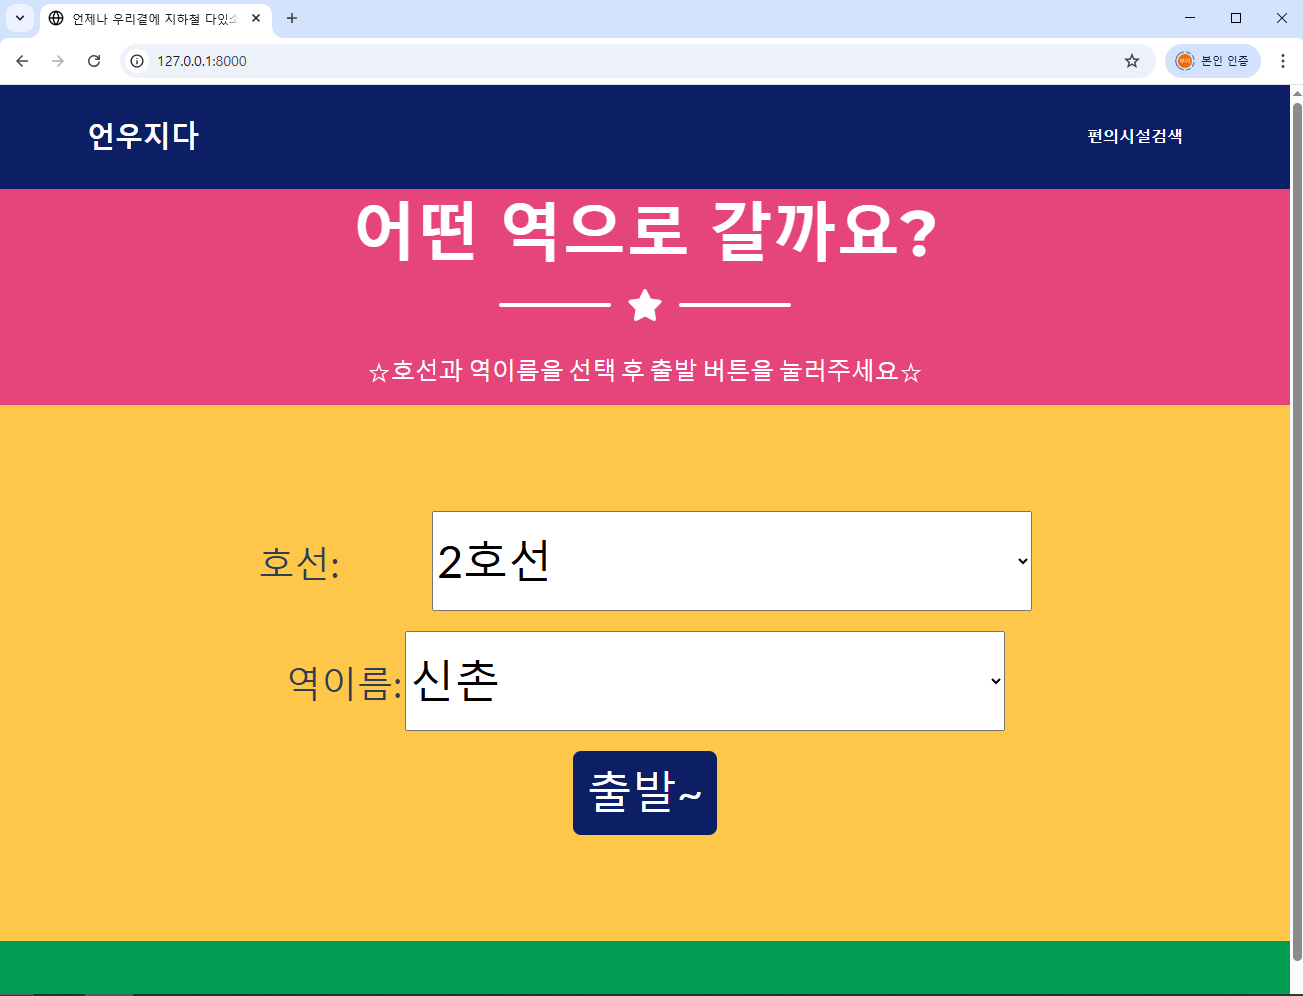 언제나 우리곁에 지하철 다있소
127.0.0.1:8000
본인 인증
언우지다
편의시설검색
어떤 역으로 갈까요?
☆호선과 역이름을 선택 후 출발 버튼을 눌러주세요☆
호선:
2호선
역이름:
신촌
출발~